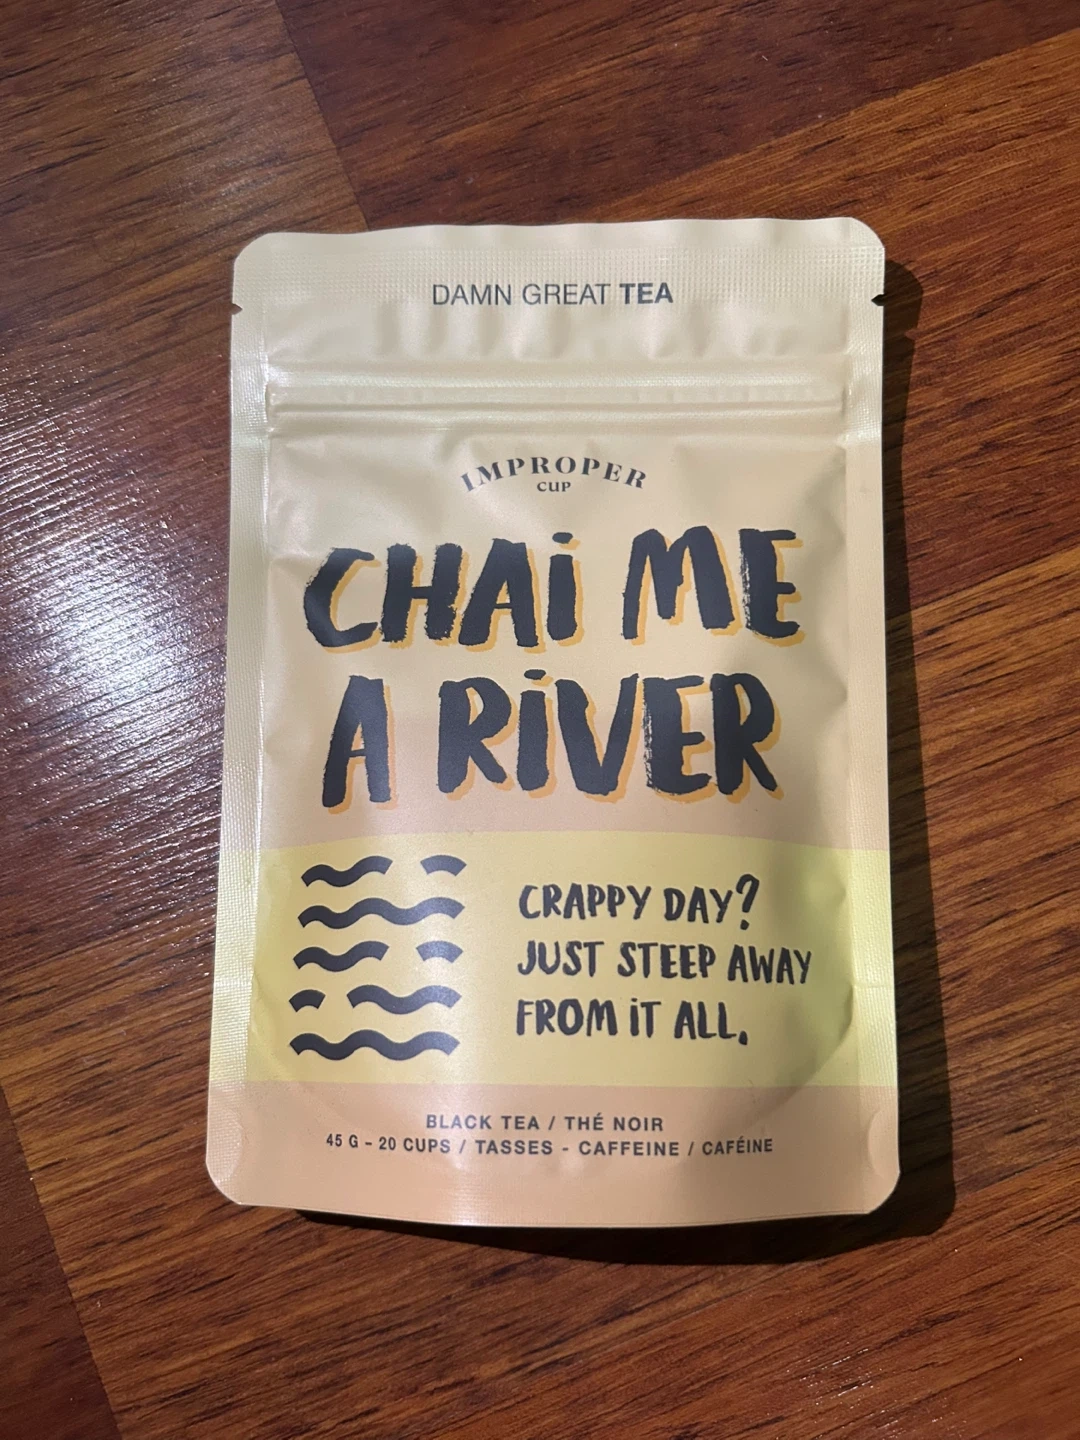 DAMN GREAT TEA
IMPROPER
CUP
CHAi ME
A RiVER
CRAPPY DAY?
JUST STEEP AWAY
FROM iT ALL.
BLACK TEA / THÉ NOIR
45 G - 20 CUPS / TASSES - CAFFEINE / CAFÉINE